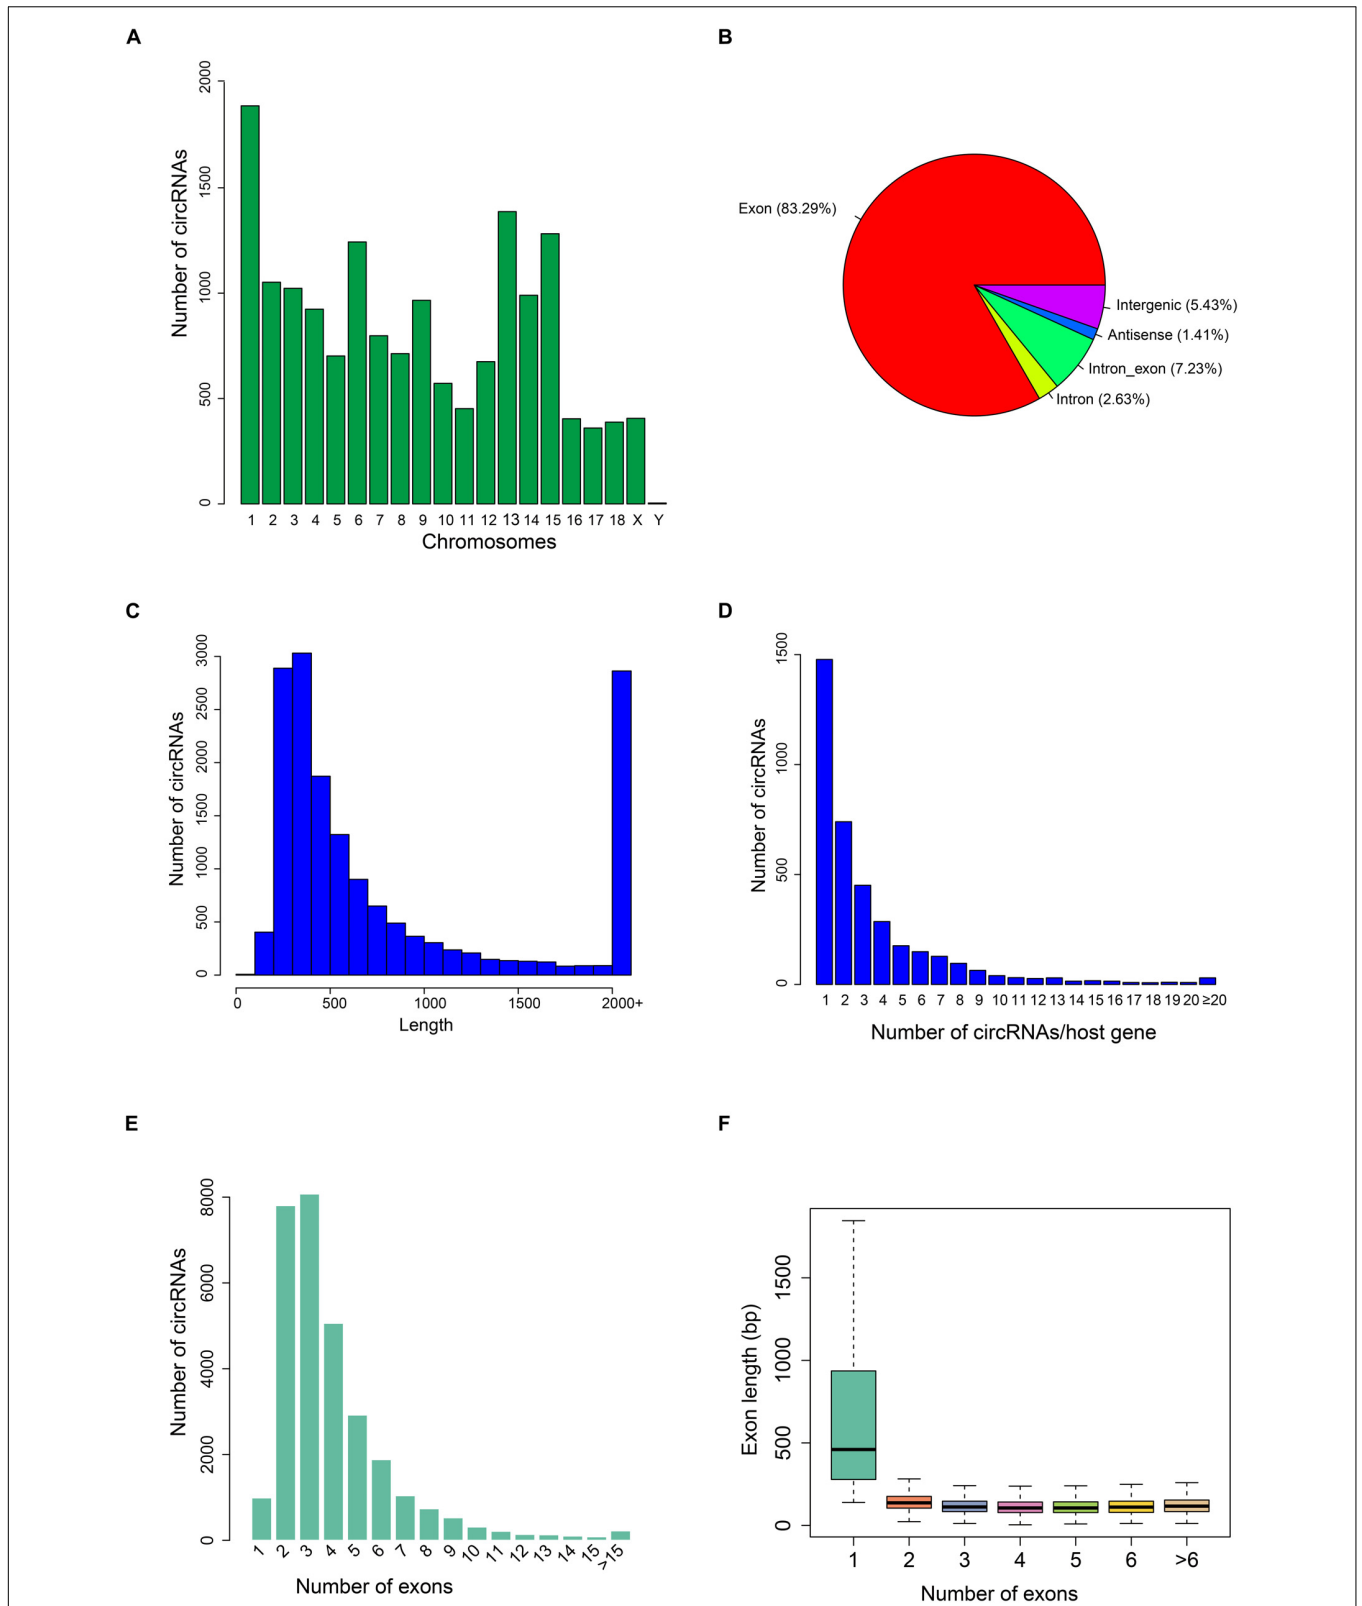 A
Number of circRNAs
2000
1500
1000
500
0
1 2 3 4 5 6 7 8 9 10 11 12 13 14 15 16 17 18 X Y
Chromosomes
B
Exon (83.29%)
Intergenic (5.43%)
Antisense (1.41%)
Intron_exon (7.23%)
Intron (2.63%)
C
Number of circRNAs
3000
2500
2000
1500
1000
500
0
0 500 1000 1500 2000+
Length
D
Number of circRNAs
1500
1000
500
0
1 2 3 4 5 6 7 8 9 10 11 12 13 14 15 16 17 18 19 20 ≥20
Number of circRNAs/host gene
E
Number of circRNAs
8000
6000
4000
2000
0
1 2 3 4 5 6 7 8 9 10 11 12 13 14 15 >15
Number of exons
F
Exon length (bp)
1500
1000
500
0
1 2 3 4 5 6 >6
Number of exons